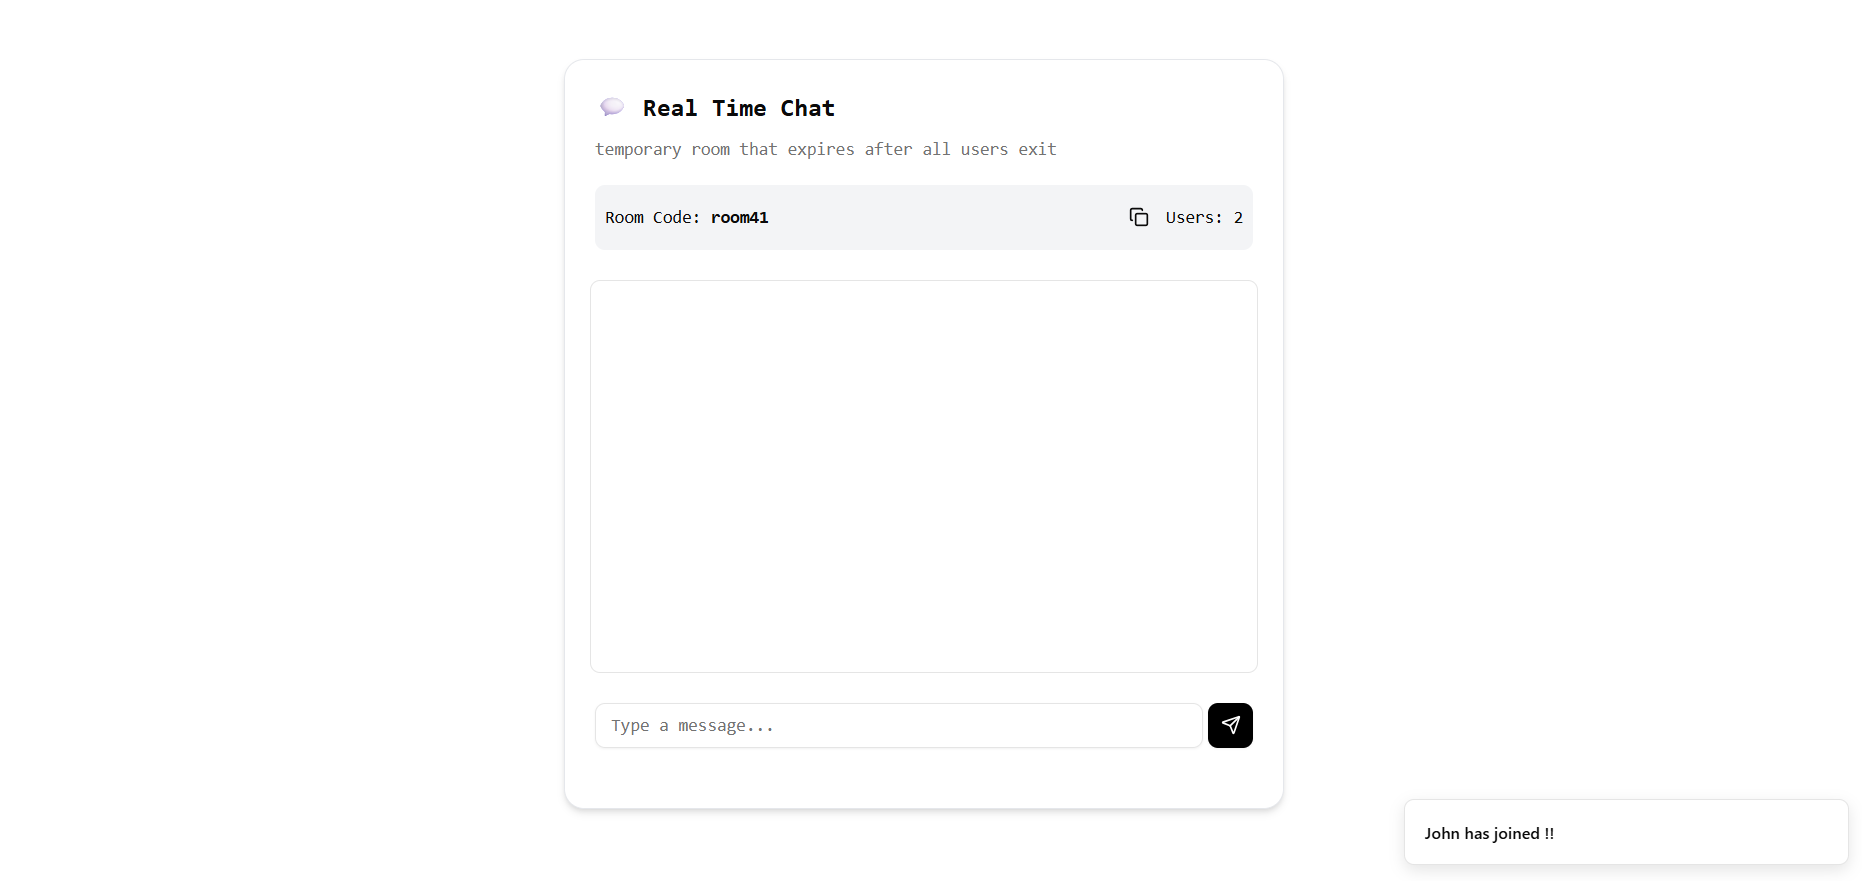 Real Time Chat
temporary room that expires after all users exit
Room Code: room41 Users: 2
Type a message...
John has joined !!